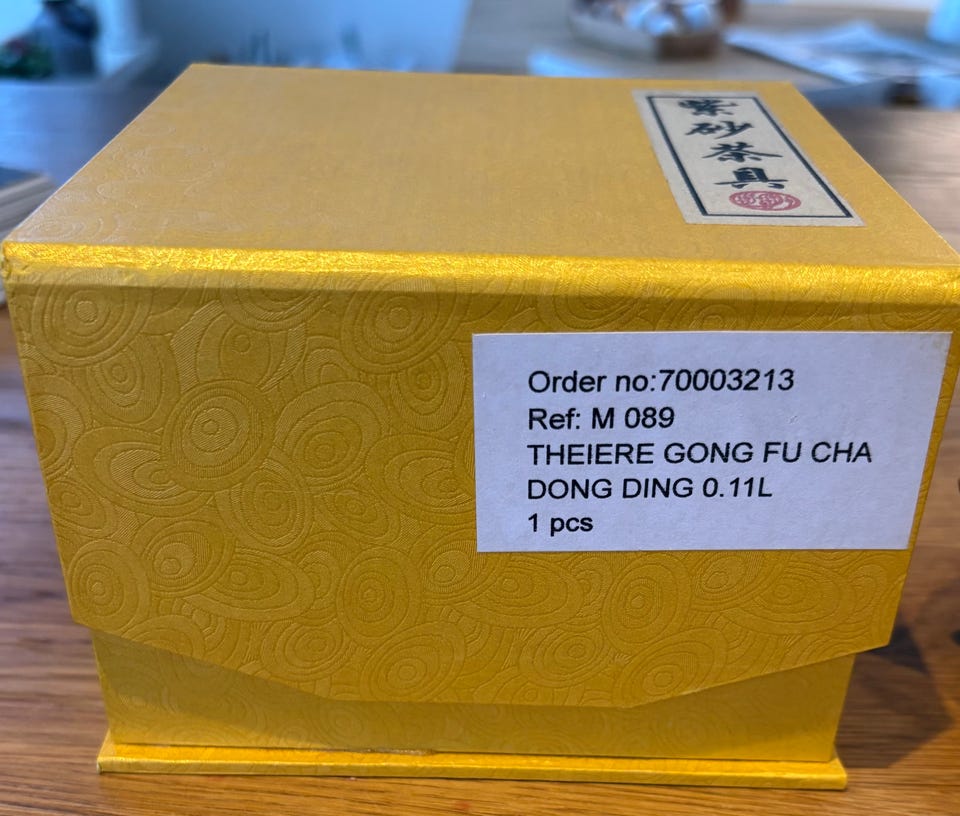 紫砂茶具
Order no:70003213
Ref: M 089
THEIERE GONG FU CHA
DONG DING 0.11L
1 pcs